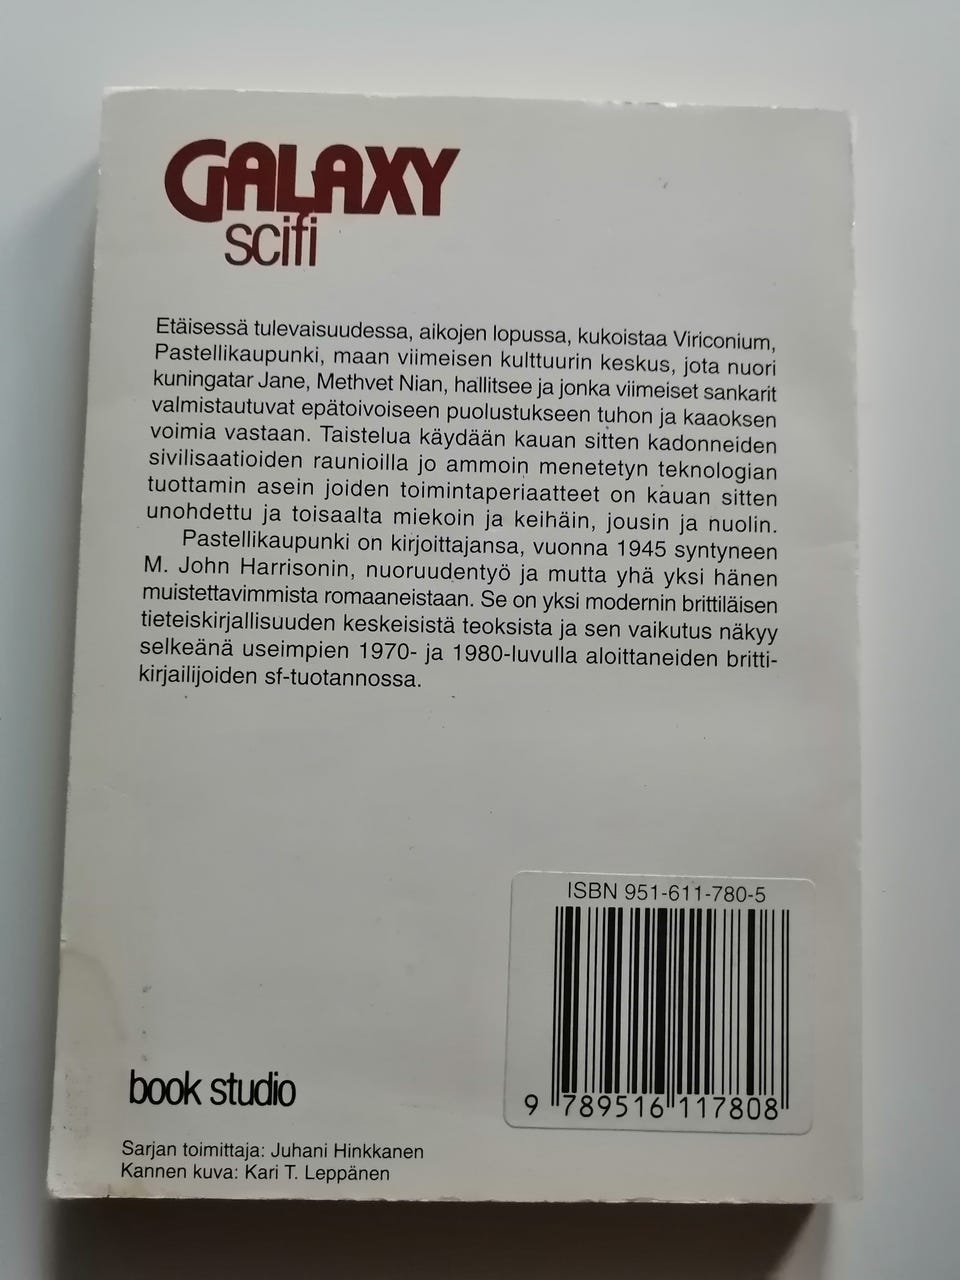 GALAXY
scifi
Etäisessä tulevaisuudessa, aikojen lopussa, kukoistaa Viriconium,
Pastellikaupunki, maan viimeisen kulttuurin keskus, jota nuori
kuningatar Jane, Methvet Nian, hallitsee ja jonka viimeiset sankarit
valmistautuvat epätoivoiseen puolustukseen tuhon ja kaaoksen
voimia vastaan. Taistelua käydään kauan sitten kadonneiden
sivilisaatioiden raunioilla jo ammoin menetetyn teknologian
tuottamin asein joiden toimintaperiaatteet on kauan sitten
unohdettu ja toisaalta miekoin ja keihäin, jousin ja nuolin.
Pastellikaupunki on kirjoittajansa, vuonna 1945 syntyneen
M. John Harrisonin, nuoruudentyö ja mutta yhä yksi hänen
muistettavimmista romaaneistaan. Se on yksi modernin brittiläisen
tieteiskirjallisuuden keskeisistä teoksista ja sen vaikutus näkyy
selkeänä useimpien 1970- ja 1980-luvulla aloittaneiden britti-
kirjailijoiden sf-tuotannossa.
ISBN 951-611-780-5
9 789516 117808
book studio
Sarjan toimittaja: Juhani Hinkkanen
Kannen kuva: Kari T. Leppänen